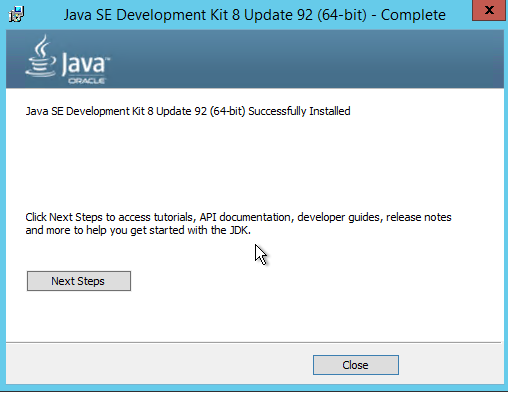 Java SE Development Kit 8 Update 92 (64-bit) - Complete
x
Java™
ORACLE
Java SE Development Kit 8 Update 92 (64-bit) Successfully Installed
Click Next Steps to access tutorials, API documentation, developer guides, release notes
and more to help you get started with the JDK.
Next Steps
Close